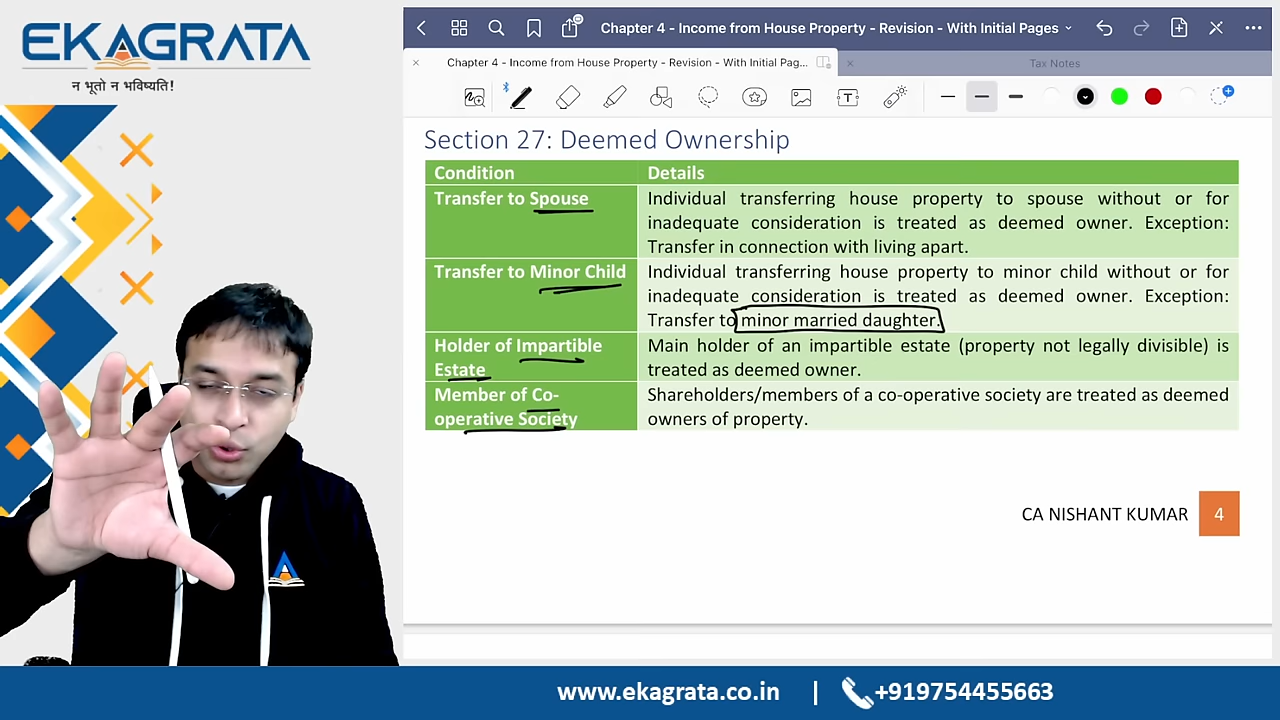 EKAGRATA
न भूतो न भविष्यति!
Chapter 4 - Income from House Property - Revision - With Initial Pages
Chapter 4 - Income from House Property - Revision - With Initial Pag...
Tax Notes
Section 27: Deemed Ownership
Condition
Details
Transfer to Spouse
Individual transferring house property to spouse without or for
inadequate consideration is treated as deemed owner. Exception:
Transfer in connection with living apart.
Transfer to Minor Child
Individual transferring house property to minor child without or for
inadequate consideration is treated as deemed owner. Exception:
Transfer to minor married daughter.
Holder of Impartible
Estate
Main holder of an impartible estate (property not legally divisible) is
treated as deemed owner.
Member of Co-
operative Society
Shareholders/members of a co-operative society are treated as deemed
owners of property.
CA NISHANT KUMAR 4
www.ekagrata.co.in | +919754455663